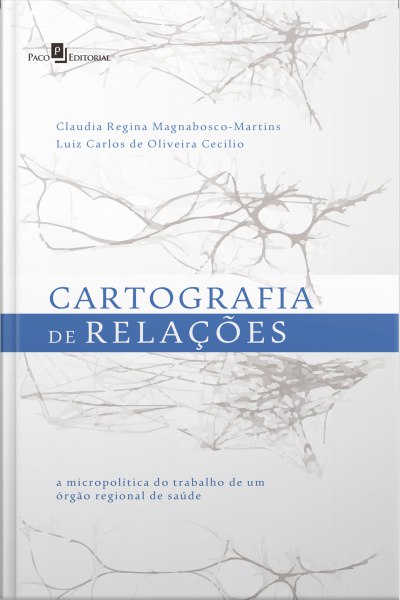 PACO EDITORIAL
Claudia Regina Magnabosco-Martins
Luiz Carlos de Oliveira Cecilio
CARTOGRAFIA
DE RELAÇÕES
a micropolítica do trabalho de um
órgão regional de saúde